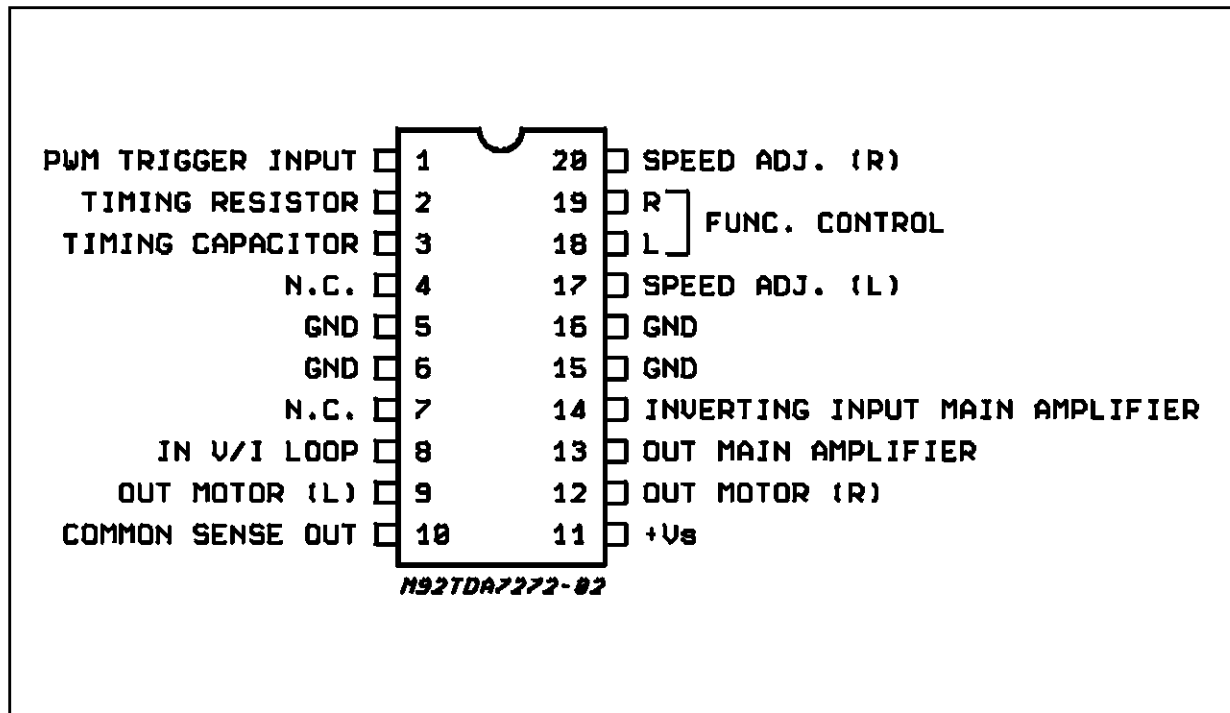 PWM TRIGGER INPUT 1 20 SPEED ADJ. (R)
TIMING RESISTOR 2 19 R
FUNC. CONTROL
TIMING CAPACITOR 3 18 L
N.C. 4 17 SPEED ADJ. (L)
GND 5 16 GND
GND 6 15 GND
N.C. 7 14 INVERTING INPUT MAIN AMPLIFIER
IN V/I LOOP 8 13 OUT MAIN AMPLIFIER
OUT MOTOR (L) 9 12 OUT MOTOR (R)
COMMON SENSE OUT 10 11 +Vs
M92TDA7272-02